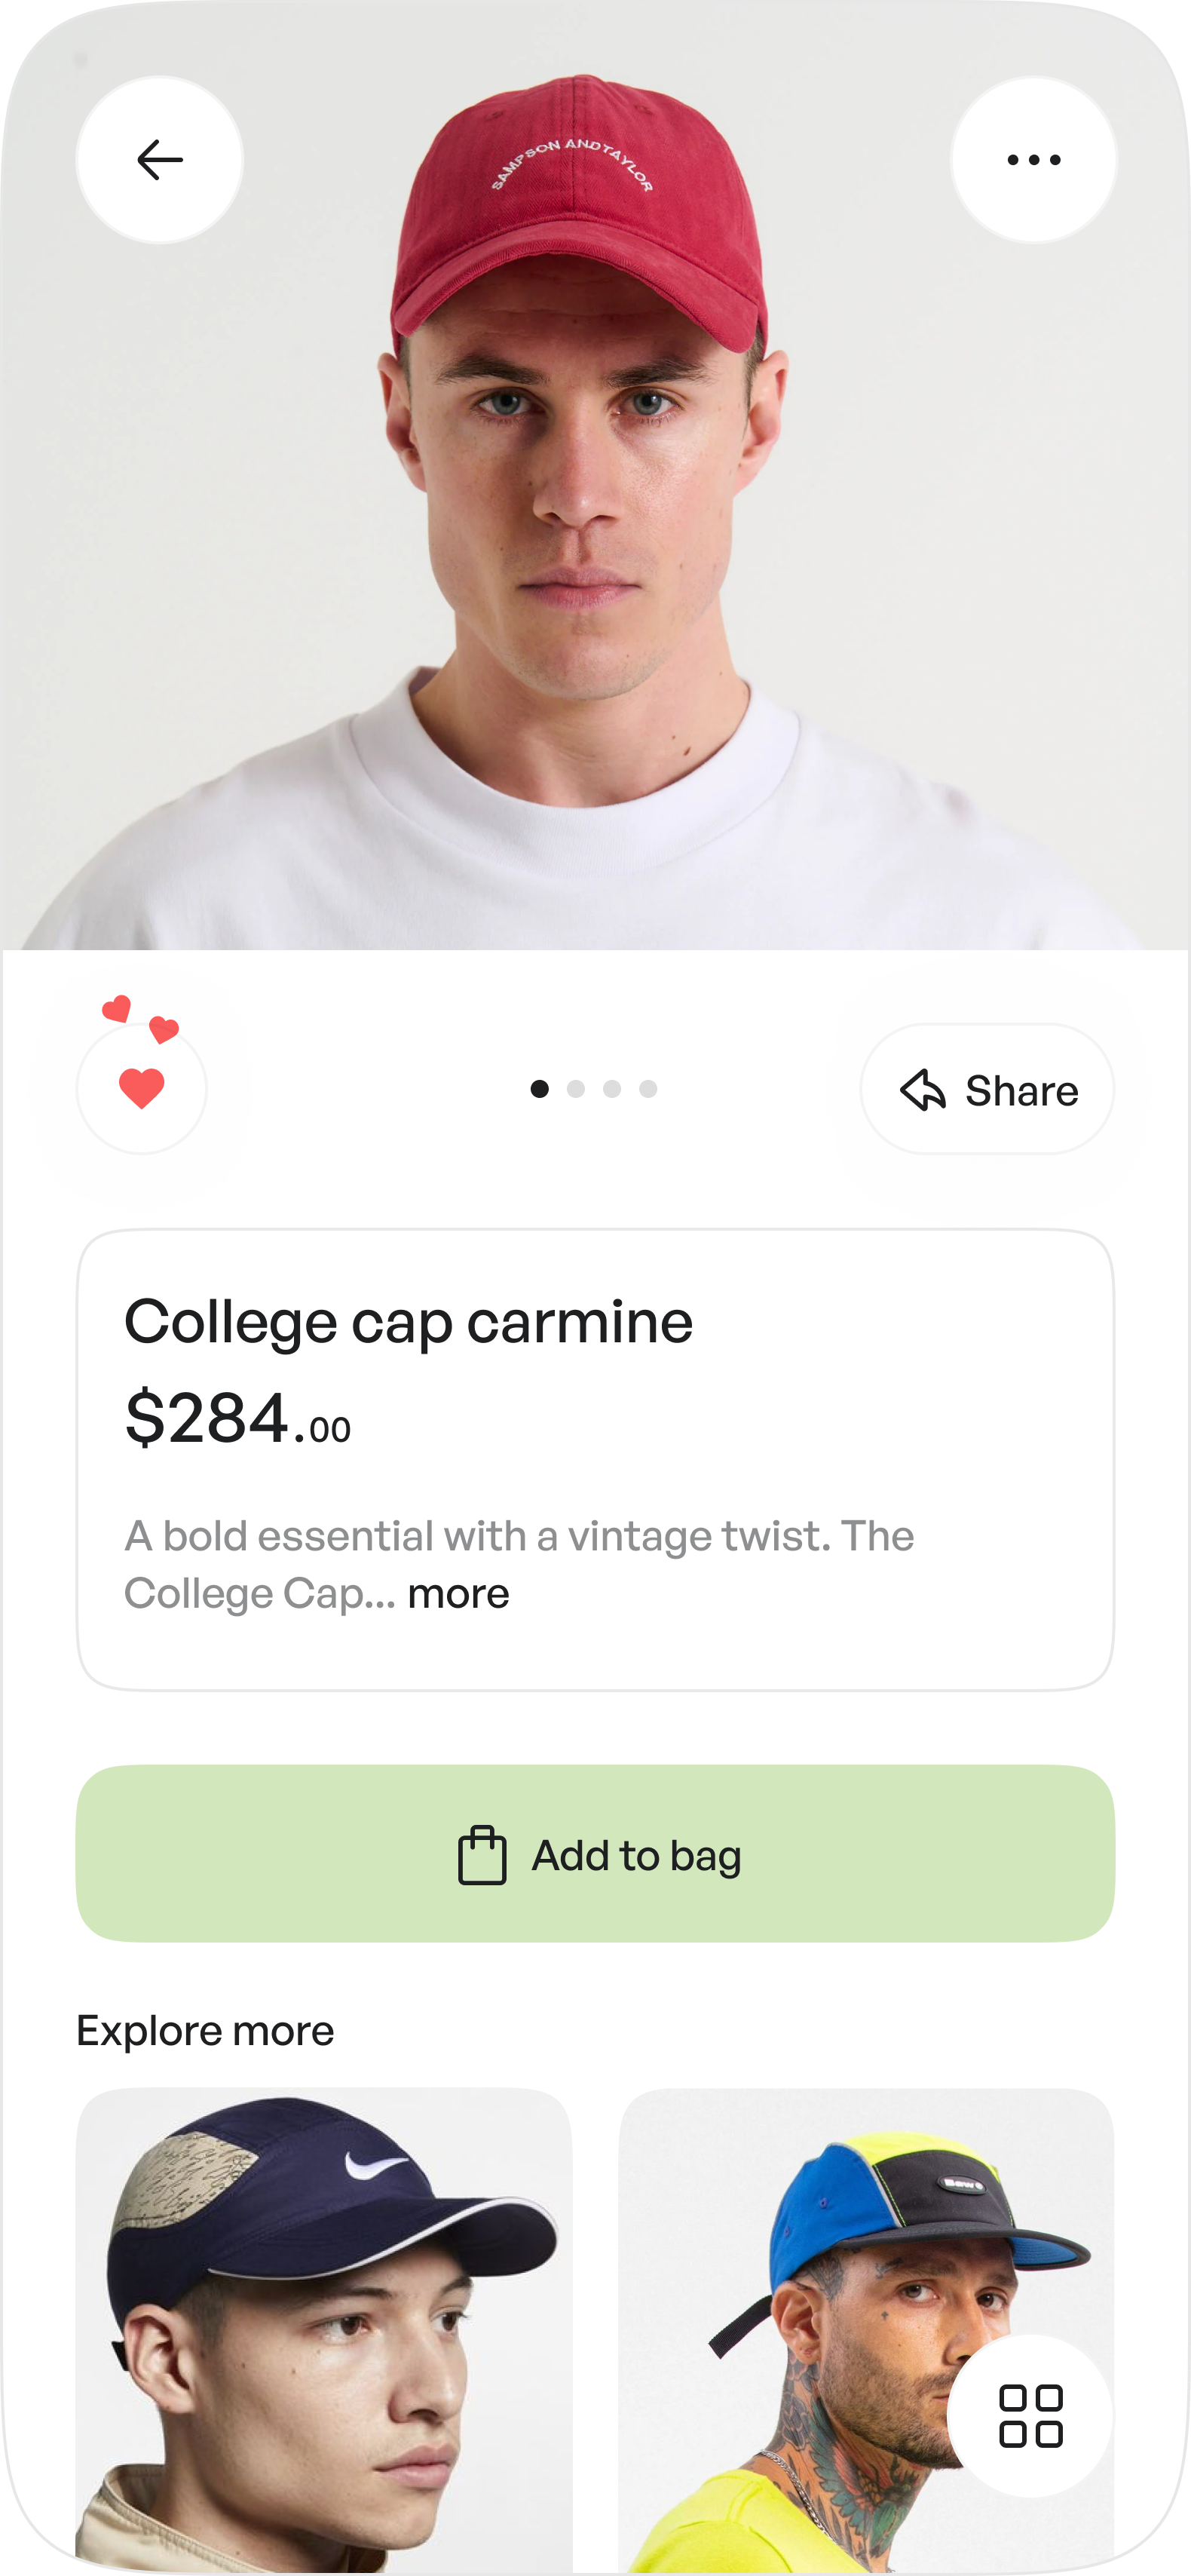 SAMPSON ANDTAYLOR
Share
College cap carmine
$284.00
A bold essential with a vintage twist. The
College Cap... more
Add to bag
Explore more